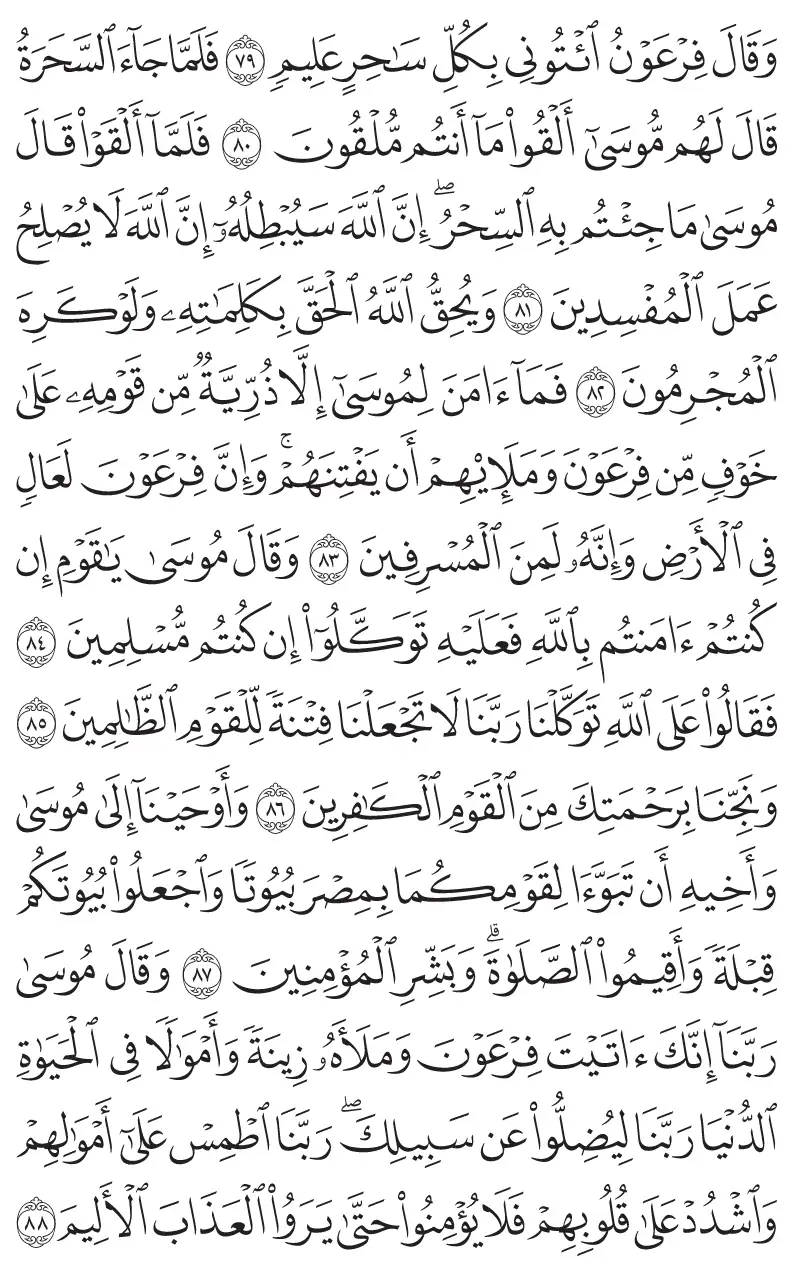 وَقَالَ فِرْعَوْنُ ٱئْتُونِى بِكُلِّ سَٰحِرٍ عَلِيمٍ ٧٩ فَلَمَّا جَآءَ ٱلسَّحَرَةُ
قَالَ لَهُم مُّوسَىٰٓ أَلْقُوا۟ مَآ أَنتُم مُّلْقُونَ ٨٠ فَلَمَّآ أَلْقَوْا۟ قَالَ
مُوسَىٰ مَا جِئْتُم بِهِ ٱلسِّحْرُ ۖ إِنَّ ٱللَّهَ سَيُبْطِلُهُۥٓ إِنَّ ٱللَّهَ لَا يُصْلِحُ
عَمَلَ ٱلْمُفْسِدِينَ ٨١ وَيُحِقُّ ٱللَّهُ ٱلْحَقَّ بِكَلِمَٰتِهِۦ وَلَوْ كَرِهَ
ٱلْمُجْرِمُونَ ٨٢ فَمَآ ءَامَنَ لِمُوسَىٰٓ إِلَّا ذُرِّيَّةٌ مِّن قَوْمِهِۦ عَلَىٰ
خَوْفٍ مِّن فِرْعَوْنَ وَمَلَإِي۟هِمْ أَن يَفْتِنَهُمْ ۚ وَإِنَّ فِرْعَوْنَ لَعَالٍ
فِى ٱلْأَرْضِ وَإِنَّهُۥ لَمِنَ ٱلْمُسْرِفِينَ ٨٣ وَقَالَ مُوسَىٰ يَٰقَوْمِ إِن
كُنتُمْ ءَامَنتُم بِٱللَّهِ فَعَلَيْهِ تَوَكَّلُوٓا۟ إِن كُنتُم مُّسْلِمِينَ ٨٤
فَقَالُوا۟ عَلَى ٱللَّهِ تَوَكَّلْنَا رَبَّنَا لَا تَجْعَلْنَا فِتْنَةً لِّلْقَوْمِ ٱلظَّٰلِمِينَ ٨٥
وَنَجِّنَا بِرَحْمَتِكَ مِنَ ٱلْقَوْمِ ٱلْكَٰفِرِينَ ٨٦ وَأَوْحَيْنَآ إِلَىٰ مُوسَىٰ
وَأَخِيهِ أَن تَبَوَّءَا لِقَوْمِكُمَا بِمِصْرَ بُيُوتًا وَٱجْعَلُوا۟ بُيُوتَكُمْ
قِبْلَةً وَأَقِيمُوا۟ ٱلصَّلَوٰةَ ۗ وَبَشِّرِ ٱلْمُؤْمِنِينَ ٨٧ وَقَالَ مُوسَىٰ
رَبَّنَآ إِنَّكَ ءَاتَيْتَ فِرْعَوْنَ وَمَلَأَهُۥ زِينَةً وَأَمْوَٰلًا فِى ٱلْحَيَوٰةِ
ٱلدُّنْيَا رَبَّنَا لِيُضِلُّوا۟ عَن سَبِيلِكَ ۖ رَبَّنَا ٱطْمِسْ عَلَىٰٓ أَمْوَٰلِهِمْ
وَٱشْدُدْ عَلَىٰ قُلُوبِهِمْ فَلَا يُؤْمِنُوا۟ حَتَّىٰ يَرَوُا۟ ٱلْعَذَابَ ٱلْأَلِيمَ ٨٨